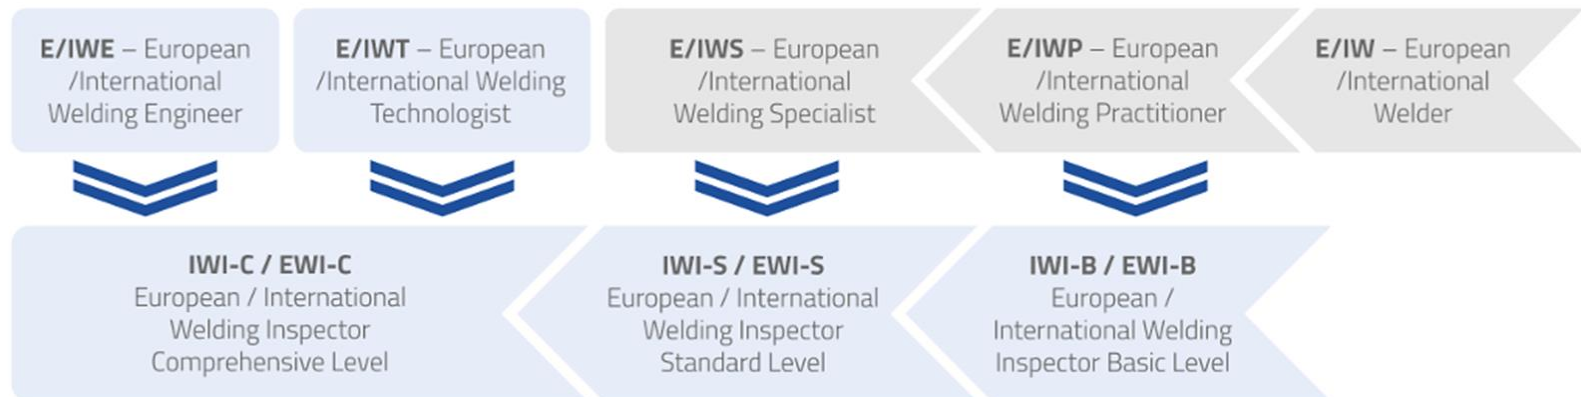 E/IWE – European
/International
Welding Engineer
E/IWT – European
/International Welding
Technologist
E/IWS – European
/International
Welding Specialist
E/IWP – European
/International
Welding Practitioner
E/IW – European
/International
Welder
IWI-C / EWI-C
European / International
Welding Inspector
Comprehensive Level
IWI-S / EWI-S
European / International
Welding Inspector
Standard Level
IWI-B / EWI-B
European /
International Welding
Inspector Basic Level